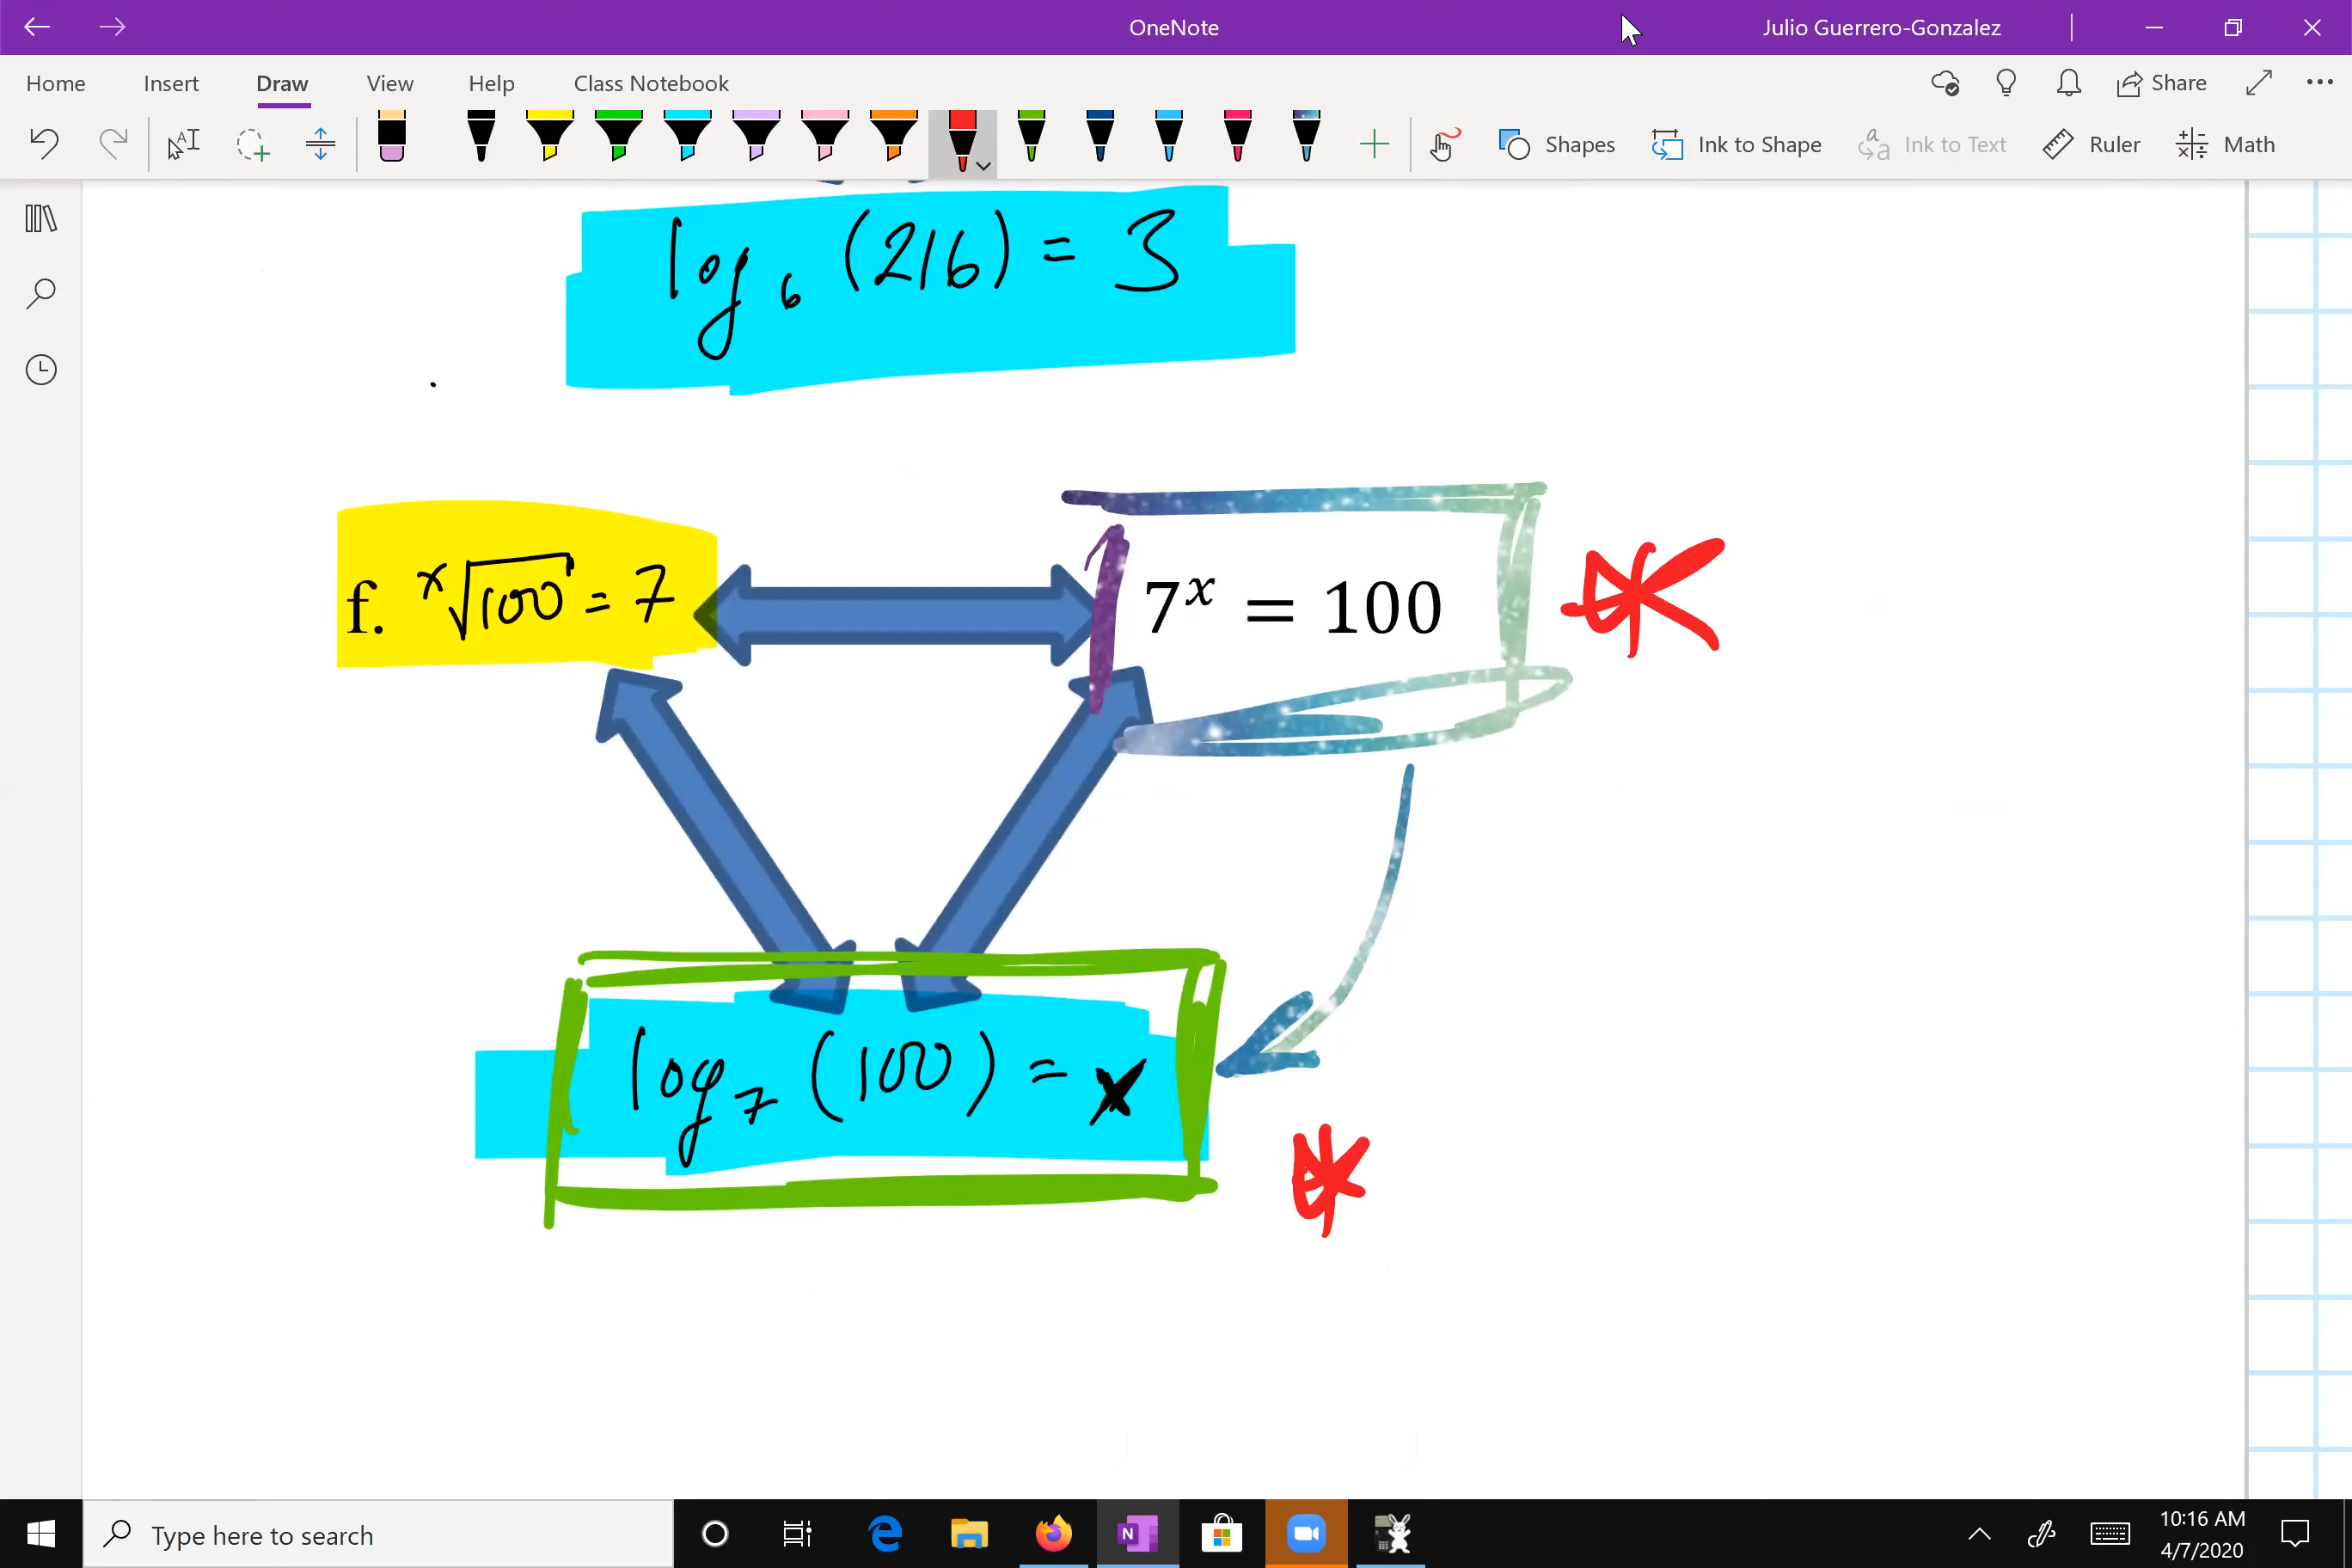 OneNote
Julio Guerrero-Gonzalez
Home Insert Draw View Help Class Notebook Share
Shapes Ink to Shape Ink to Text Ruler Math
log₆ (216) = 3
f. ˣ√100 = 7
7ˣ = 100
log₇ (100) = x
Type here to search
10:16 AM
4/7/2020